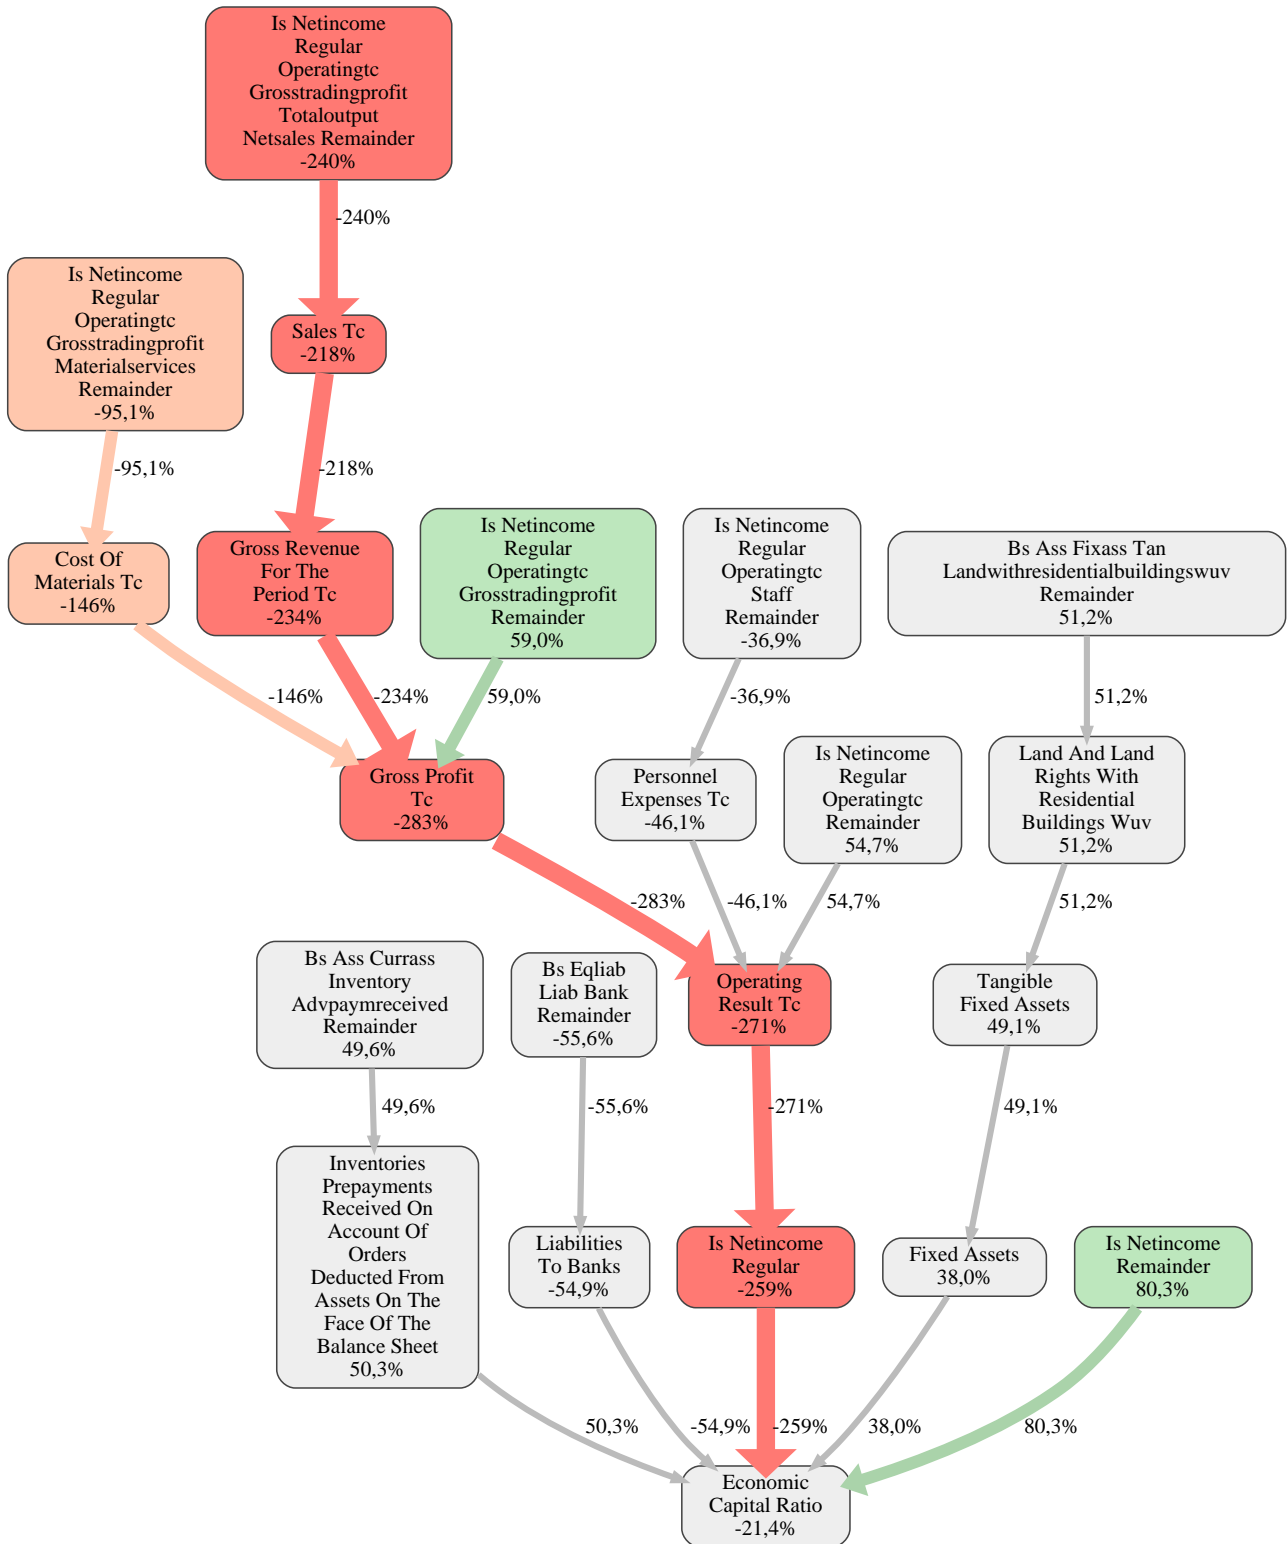 Is Netincome
Regular
Operatingtc
Grosstradingprofit
Totaloutput
Netsales Remainder
-240%
-240%
Is Netincome
Regular
Operatingtc
Grosstradingprofit
Materialservices
Remainder
-95,1%
Sales Tc
-218%
-95,1%
-218%
Cost Of
Materials Tc
-146%
Gross Revenue
For The
Period Tc
-234%
Is Netincome
Regular
Operatingtc
Grosstradingprofit
Remainder
59,0%
Is Netincome
Regular
Operatingtc
Staff
Remainder
-36,9%
Bs Ass Fixass Tan
Landwithresidentialbuildingswuv
Remainder
51,2%
-146%
-234%
59,0%
-36,9%
51,2%
Gross Profit
Tc
-283%
Personnel
Expenses Tc
-46,1%
Is Netincome
Regular
Operatingtc
Remainder
54,7%
Land And Land
Rights With
Residential
Buildings Wuv
51,2%
-283%
-46,1%
54,7%
51,2%
Bs Ass Currass
Inventory
Advpaymreceived
Remainder
49,6%
Bs Eqliab
Liab Bank
Remainder
-55,6%
Operating
Result Tc
-271%
Tangible
Fixed Assets
49,1%
49,6%
-55,6%
-271%
49,1%
Inventories
Prepayments
Received On
Account Of
Orders
Deducted From
Assets On The
Face Of The
Balance Sheet
50,3%
Liabilities
To Banks
-54,9%
Is Netincome
Regular
-259%
Fixed Assets
38,0%
Is Netincome
Remainder
80,3%
50,3%
-54,9%
-259%
38,0%
80,3%
Economic
Capital Ratio
-21,4%